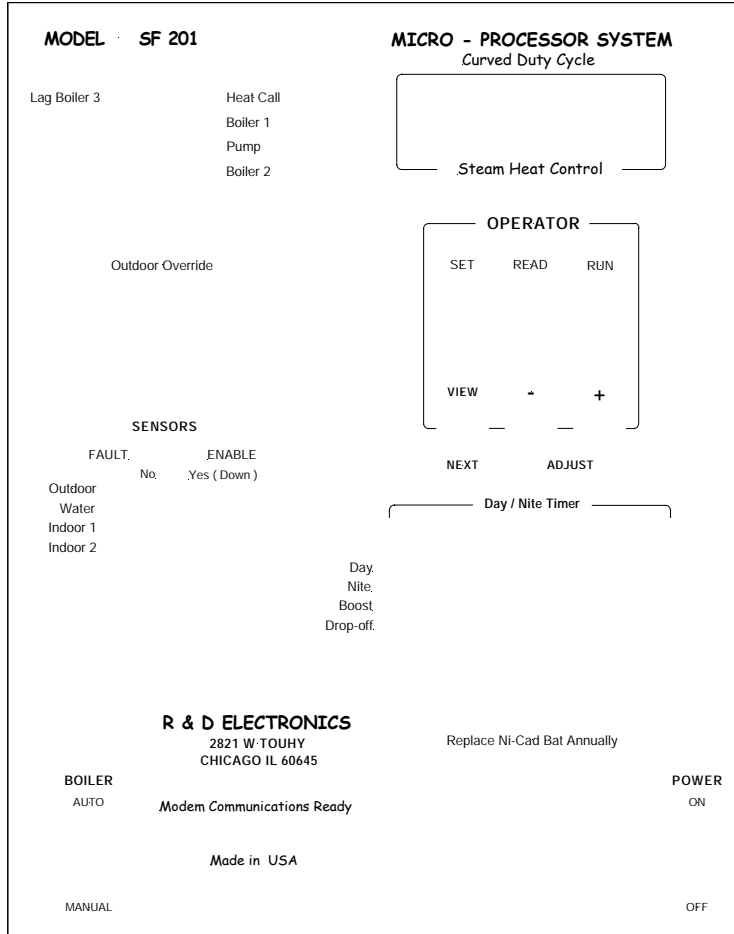 MODEL SF 201
MICRO - PROCESSOR SYSTEM
Curved Duty Cycle
Lag Boiler 3
Heat Call
Boiler 1
Pump
Boiler 2
Steam Heat Control
OPERATOR
SET READ RUN
Outdoor Override
VIEW - +
SENSORS
FAULT ENABLE
No Yes ( Down )
Outdoor
Water
Indoor 1
Indoor 2
NEXT ADJUST
Day / Nite Timer
Day
Nite
Boost
Drop-off
R & D ELECTRONICS
2821 W TOUHY
CHICAGO IL 60645
Replace Ni-Cad Bat Annually
BOILER
AUTO
Modem Communications Ready
POWER
ON
Made in USA
MANUAL
OFF